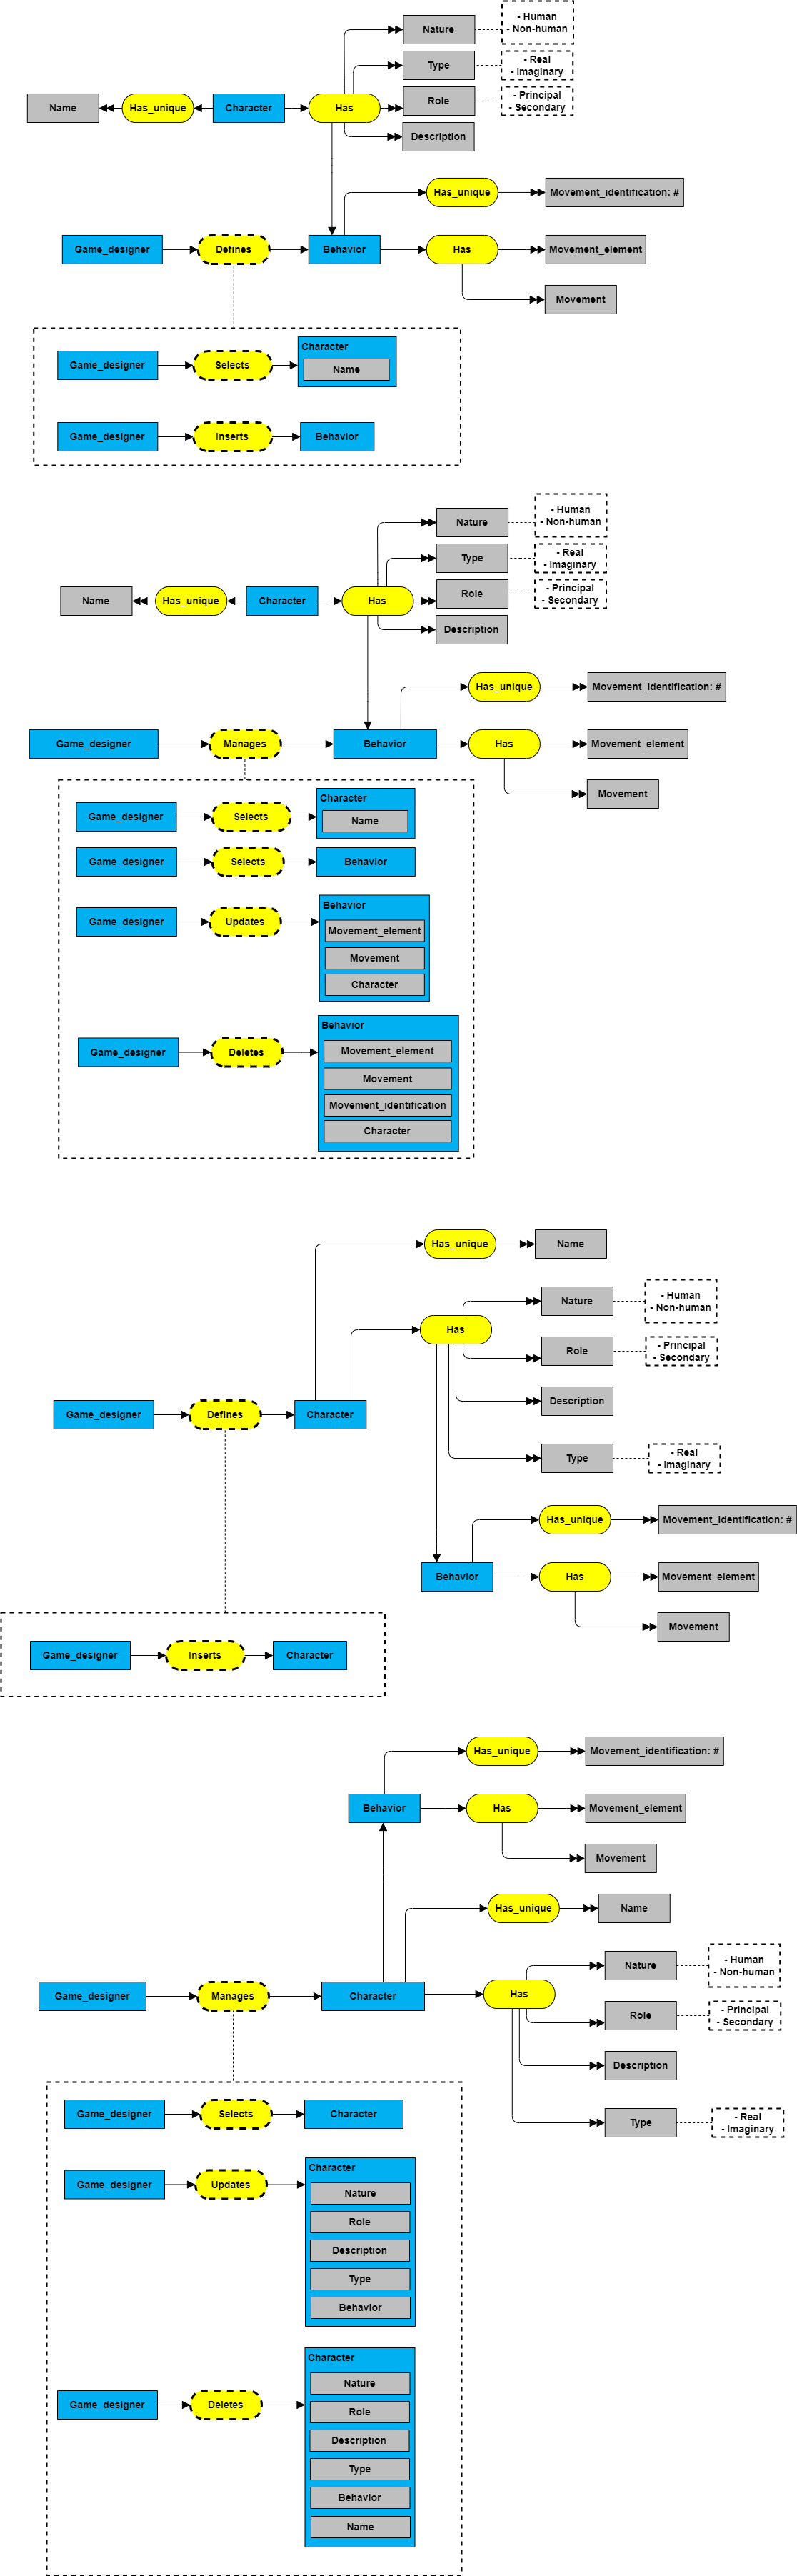 - Human
- Non-human
Nature
- Real
- Imaginary
Type
- Principal
- Secondary
Name
Has_unique
Character
Has
Role
Description
Has_unique
Movement_identification: #
Game_designer
Defines
Behavior
Has
Movement_element
Movement
Game_designer
Selects
Character
Name
Game_designer
Inserts
Behavior
- Human
- Non-human
Nature
- Real
- Imaginary
Type
- Principal
- Secondary
Name
Has_unique
Character
Has
Role
Description
Has_unique
Movement_identification: #
Game_designer
Manages
Behavior
Has
Movement_element
Movement
Game_designer
Selects
Character
Name
Game_designer
Selects
Behavior
Game_designer
Updates
Behavior
Movement_element
Movement
Character
Game_designer
Deletes
Behavior
Movement_element
Movement
Movement_identification
Character
Has_unique
Name
Nature
- Human
- Non-human
Has
Role
- Principal
- Secondary
Game_designer
Defines
Character
Description
Type
- Real
- Imaginary
Has_unique
Movement_identification: #
Behavior
Has
Movement_element
Movement
Game_designer
Inserts
Character
Has_unique
Movement_identification: #
Behavior
Has
Movement_element
Movement
Has_unique
Name
Nature
- Human
- Non-human
Game_designer
Manages
Character
Has
Role
- Principal
- Secondary
Description
Type
- Real
- Imaginary
Game_designer
Selects
Character
Game_designer
Updates
Character
Nature
Role
Description
Type
Behavior
Game_designer
Deletes
Character
Nature
Role
Description
Type
Behavior
Name